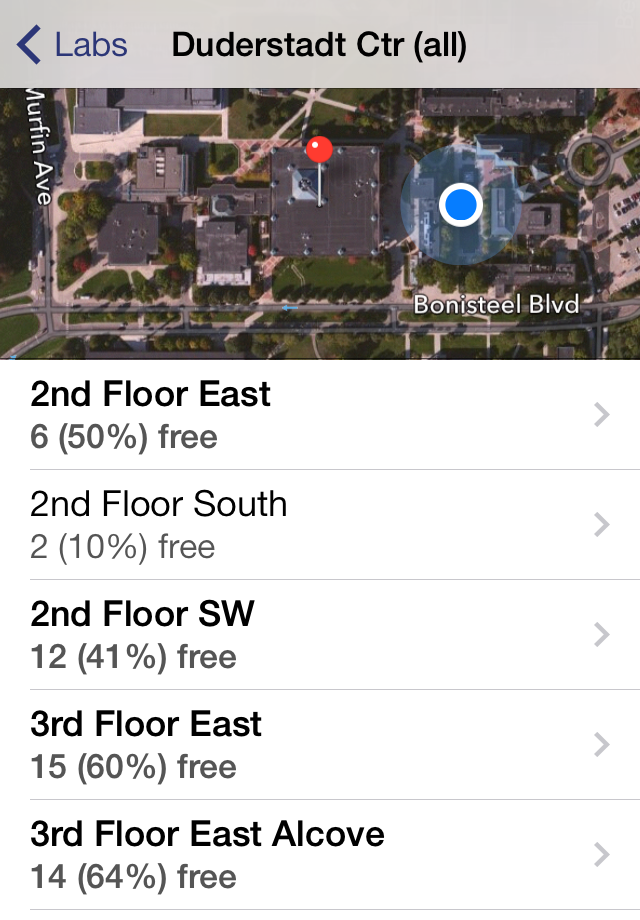 Labs
Duderstadt Ctr (all)
Murfin Ave
Bonisteel Blvd
2nd Floor East
6 (50%) free
2nd Floor South
2 (10%) free
2nd Floor SW
12 (41%) free
3rd Floor East
15 (60%) free
3rd Floor East Alcove
14 (64%) free